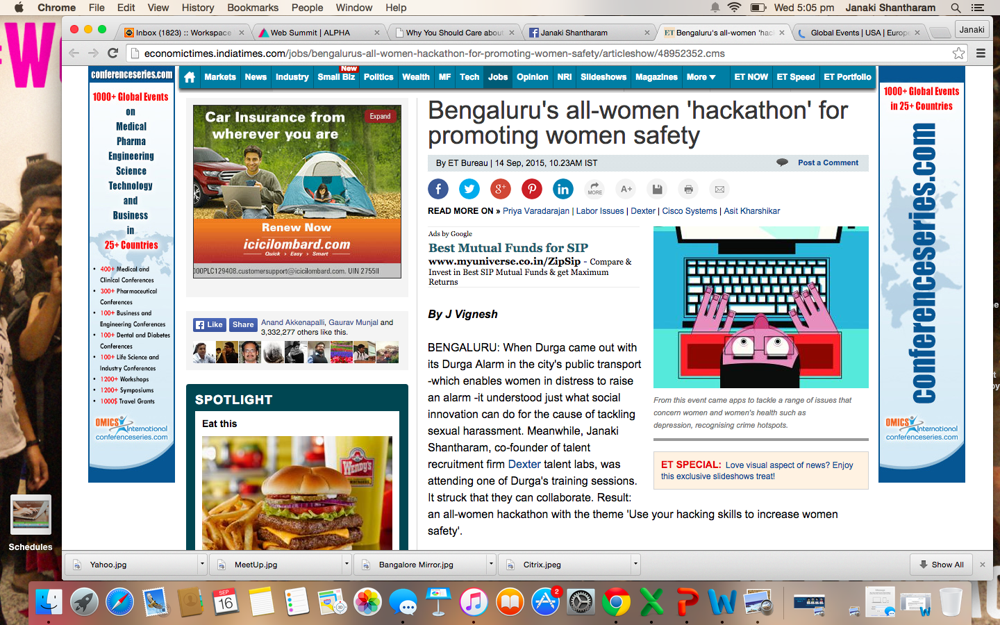 Chrome File Edit View History Bookmarks People Window Help Wed 5:05 pm Janaki Shantharam
Inbox (1823) :: Workspace
Web Summit | ALPHA
Why You Should Care about
Janaki Shantharam
Bengaluru's all-women 'hac
Global Events | USA | Europe
Janaki
economictimes.indiatimes.com/jobs/bengalurus-all-women-hackathon-for-promoting-women-safety/articleshow/48952352.cms
New
Markets News Industry Small Biz Politics Wealth MF Tech Jobs Opinion NRI Slideshows Magazines More ET NOW ET Speed ET Portfolio
conferenceseries.com
1000+ Global Events
on
Medical
Pharma
Engineering
Science
Technology
and
Business
in
25+ Countries
• 400+ Medical and
Clinical Conferences
• 300+ Pharmaceutical
Conferences
• 100+ Business and
Engineering Conferences
• 100+ Dental and Diabetes
Conferences
• 100+ Life Science and
Industry Conferences
• 1200+ Workshops
• 1200+ Symposiums
• 1000$ Travel Grants
OMICS International
conferenceseries.com
Car Insurance from
wherever you are
Expand
Renew Now
icicilombard.com
Quick › Easy › Smart
000PLC129408.customersupport@icicilombard.com. UIN 2755II
Like Share Anand Akkenapalli, Gaurav Munjal and
3,332,277 others like this.
SPOTLIGHT
Eat this
WENDY'S
Bengaluru's all-women 'hackathon' for
promoting women safety
By ET Bureau | 14 Sep, 2015, 10.23AM IST
Post a Comment
MORE
A+
READ MORE ON » Priya Varadarajan | Labor Issues | Dexter | Cisco Systems | Asit Kharshikar
Ads by Google
Best Mutual Funds for SIP
www.myuniverse.co.in/ZipSip - Compare &
Invest in Best SIP Mutual Funds & get Maximum
Returns
By J Vignesh
BENGALURU: When Durga came out with
its Durga Alarm in the city's public transport
-which enables women in distress to raise
an alarm -it understood just what social
innovation can do for the cause of tackling
sexual harassment. Meanwhile, Janaki
Shantharam, co-founder of talent
recruitment firm Dexter talent labs, was
attending one of Durga's training sessions.
It struck that they can collaborate. Result:
an all-women hackathon with the theme 'Use your hacking skills to increase women
safety'.
From this event came apps to tackle a range of issues that
concern women and women's health such as
depression, recognising crime hotspots.
ET SPECIAL: Love visual aspect of news? Enjoy
this exclusive slideshows treat!
1000+ Global Events
in 25+ Countries
conferenceseries.com
OMICS International
conferenceseries.com
Schedules
Yahoo.jpg
MeetUp.jpg
Bangalore Mirror.jpg
Citrix.jpeg
Show All
SEP
16
2